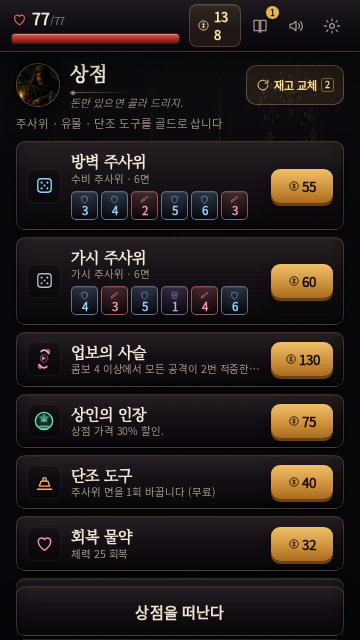 77/77
13
8
1
상점
돈만 있으면 골라 드리지.
재고 교체 2
주사위 · 유물 · 단조 도구를 골드로 삽니다
방벽 주사위
수비 주사위 · 6면
3 4 2 5 6 3
55
가시 주사위
가시 주사위 · 6면
4 3 5 1 4 6
60
업보의 사슬
콤보 4 이상에서 모든 공격이 2번 적중한…
130
상인의 인장
상점 가격 30% 할인.
75
단조 도구
주사위 면을 1회 바꿉니다 (무료)
40
회복 물약
체력 25 회복
32
상점을 떠난다